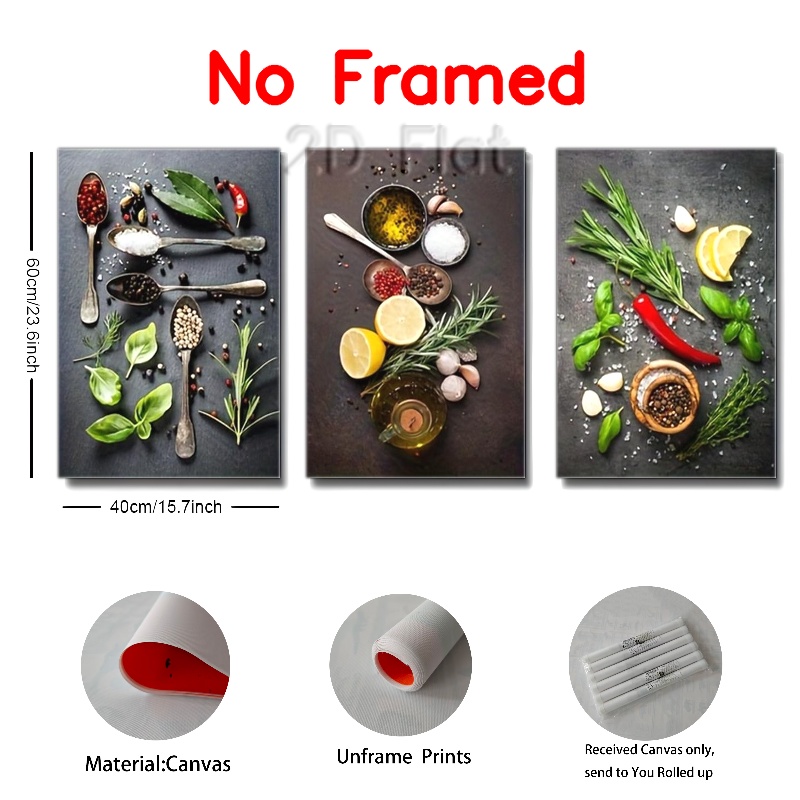 No Framed
2D Flat
60cm/23.6inch
40cm/15.7inch
Material:Canvas
Unframe Prints
Received Canvas only,
send to You Rolled up